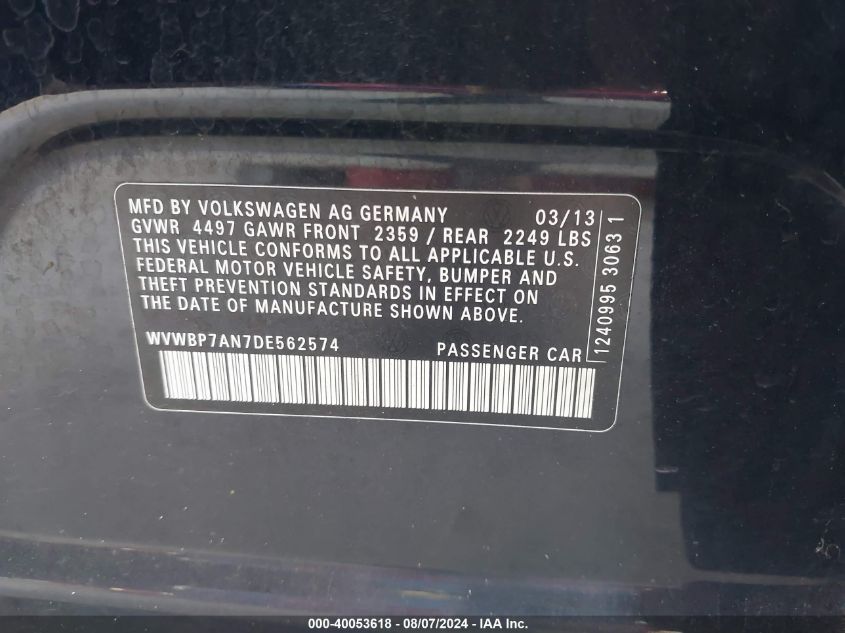 MFD BY VOLKSWAGEN AG GERMANY 03/13
GVWR 4497 GAWR FRONT 2359 / REAR 2249 LBS
THIS VEHICLE CONFORMS TO ALL APPLICABLE U.S.
FEDERAL MOTOR VEHICLE SAFETY, BUMPER AND
THEFT PREVENTION STANDARDS IN EFFECT ON
THE DATE OF MANUFACTURE SHOWN ABOVE.
WVWBP7AN7DE562574 PASSENGER CAR
1240995 30631
000-40053618 - 08/07/2024 - IAA Inc.